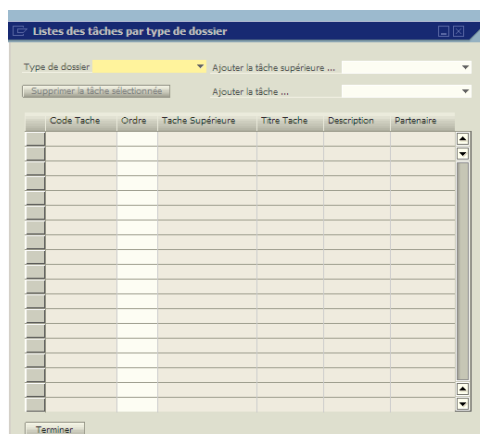 Listes des tâches par type de dossier
Type de dossier Ajouter la tâche supérieure ...
Supprimer la tâche sélectionnée Ajouter la tâche ...
Code Tache Ordre Tache Supérieure Titre Tache Description Partenaire
Terminer